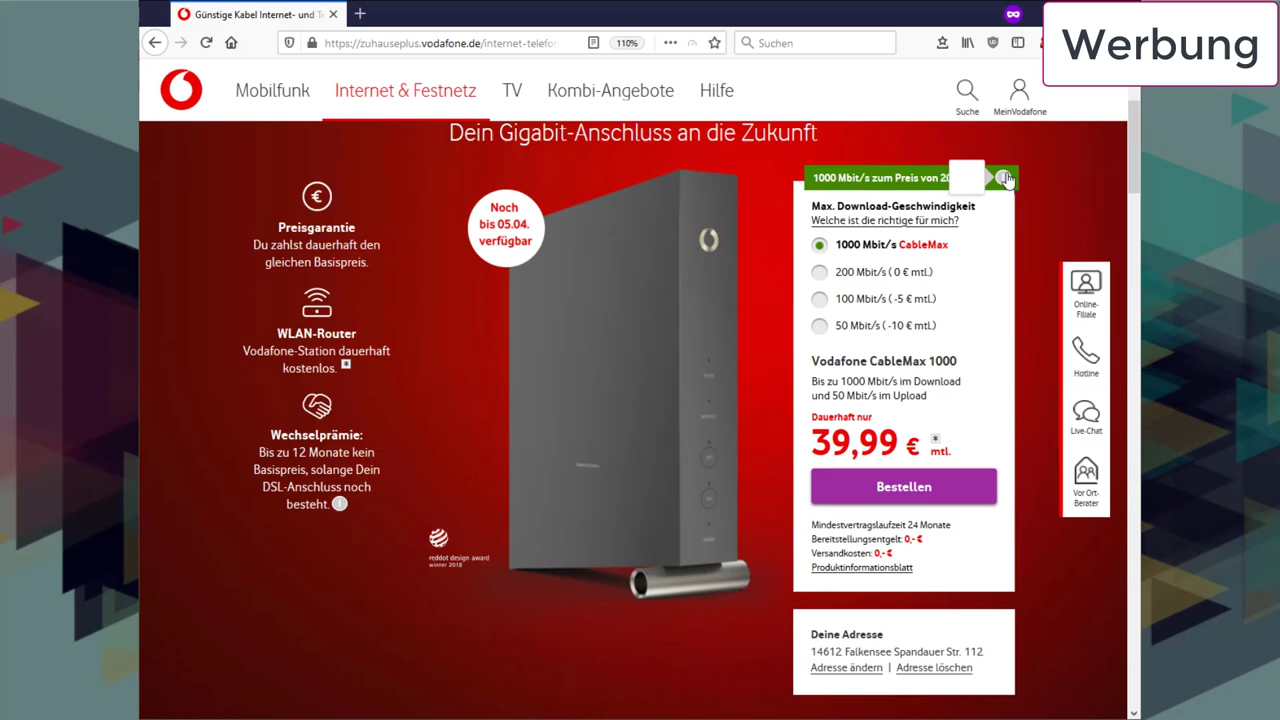 Günstige Kabel Internet- und Te
Werbung
https://zuhauseplus.vodafone.de/internet-telefon
110%
Suchen
Mobilfunk
Internet & Festnetz
TV
Kombi-Angebote
Hilfe
Suche
MeinVodafone
Dein Gigabit-Anschluss an die Zukunft
Preisgarantie
Du zahlst dauerhaft den
gleichen Basispreis.
WLAN-Router
Vodafone-Station dauerhaft
kostenlos. *
Wechselprämie:
Bis zu 12 Monate kein
Basispreis, solange Dein
DSL-Anschluss noch
besteht. i
Noch
bis 05.04.
verfügbar
reddot design award
winner 2018
1000 Mbit/s zum Preis von 20
Max. Download-Geschwindigkeit
Welche ist die richtige für mich?
1000 Mbit/s CableMax
200 Mbit/s ( 0 € mtl.)
100 Mbit/s ( -5 € mtl.)
50 Mbit/s ( -10 € mtl.)
Vodafone CableMax 1000
Bis zu 1000 Mbit/s im Download
und 50 Mbit/s im Upload
Dauerhaft nur
39,99 € * mtl.
Bestellen
Mindestvertragslaufzeit 24 Monate
Bereitstellungsentgelt: 0,- €
Versandkosten: 0,- €
Produktinformationsblatt
Deine Adresse
14612 Falkensee Spandauer Str. 112
Adresse ändern | Adresse löschen
Online-
Filiale
Hotline
Live-Chat
Vor Ort-
Berater